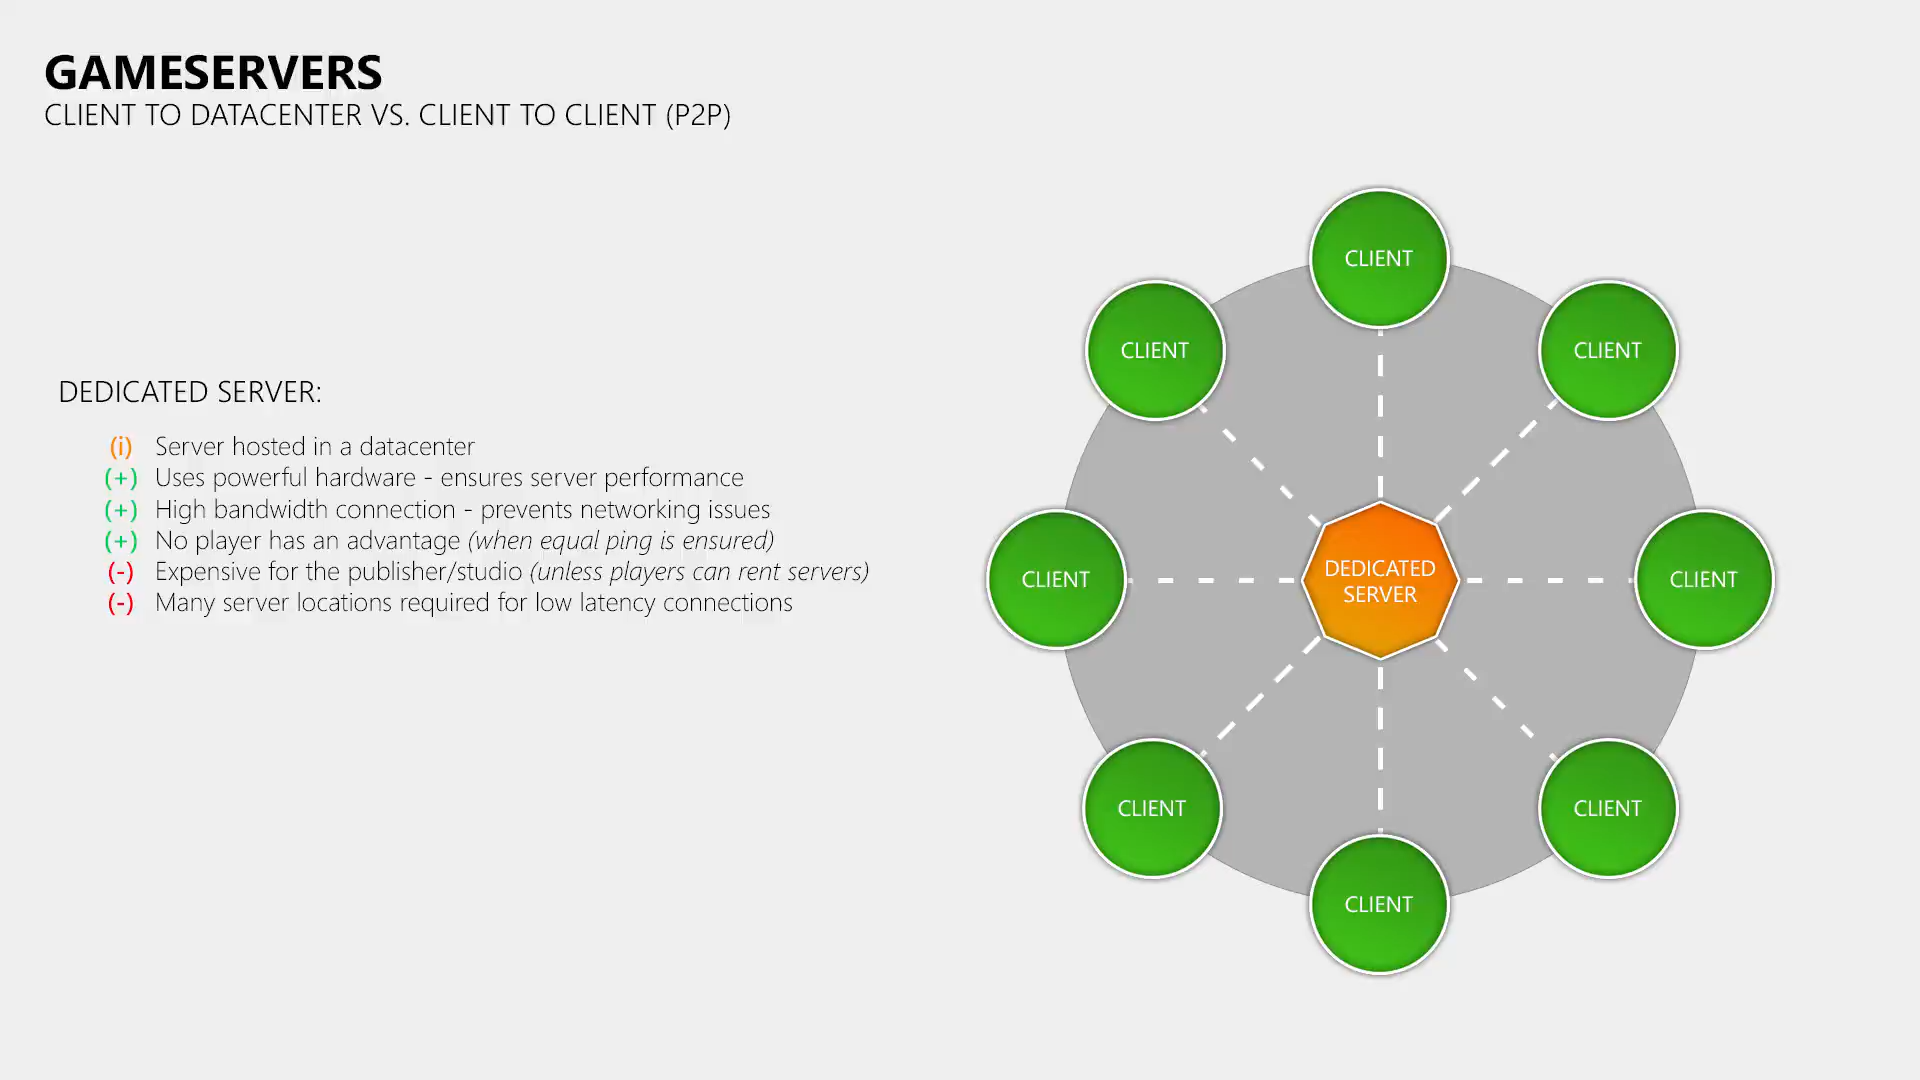 GAMESERVERS
CLIENT TO DATACENTER VS. CLIENT TO CLIENT (P2P)
DEDICATED SERVER:
(i) Server hosted in a datacenter
(+) Uses powerful hardware - ensures server performance
(+) High bandwidth connection - prevents networking issues
(+) No player has an advantage (when equal ping is ensured)
(-) Expensive for the publisher/studio (unless players can rent servers)
(-) Many server locations required for low latency connections
CLIENT
CLIENT
CLIENT
CLIENT
DEDICATED
SERVER
CLIENT
CLIENT
CLIENT
CLIENT